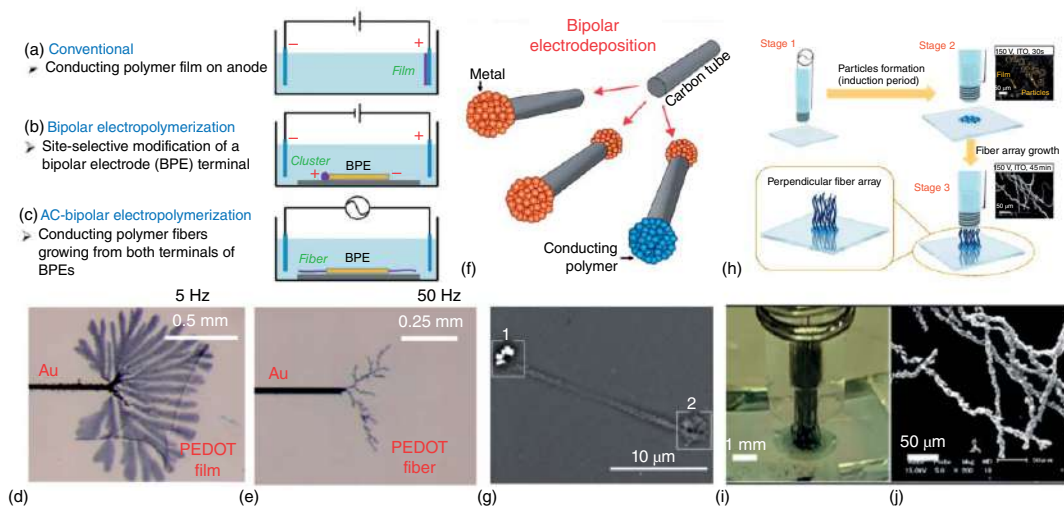 (a) Conventional
Conducting polymer film on anode
− +
Film
(b) Bipolar electropolymerization
Site-selective modification of
a bipolar electrode (BPE) terminal
− +
Cluster BPE
+ −
(c) AC-bipolar electropolymerization
Conducting polymer fibers
growing from both terminals of
BPEs
Fiber BPE
Bipolar
electrodeposition
Metal
Carbon tube
Conducting
polymer
(f)
Stage 1
Particles formation
(induction period)
Stage 2
150 V, ITO, 30s
Film
Particles
50 µm
Fiber array growth
Stage 3
150 V, ITO, 45 min
50 µm
Perpendicular fiber
array
(h)
5 Hz
0.5 mm
Au
PEDOT
film
(d)
50 Hz
0.25 mm
Au
PEDOT
fiber
(e)
1
2
10 µm
(g)
1 mm
(i)
50 µm
(j)